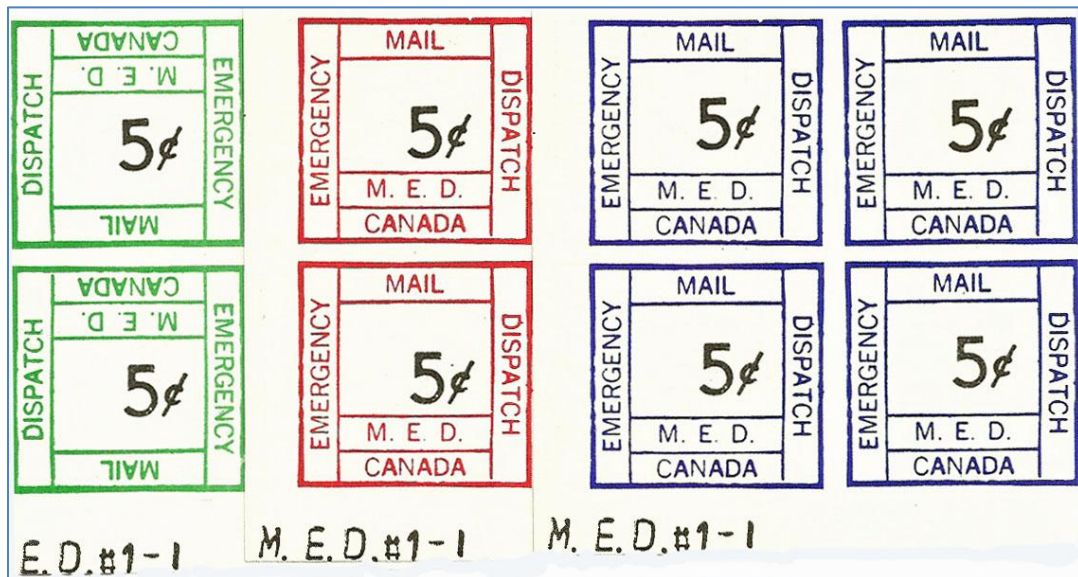 CANADA
M. E. D.
DISPATCH
5¢
EMERGENCY
MAIL
MAIL
EMERGENCY
5¢
DISPATCH
M. E. D.
CANADA
MAIL
EMERGENCY
5¢
DISPATCH
M. E. D.
CANADA
MAIL
EMERGENCY
5¢
DISPATCH
M. E. D.
CANADA
CANADA
M. E. D.
DISPATCH
5¢
EMERGENCY
MAIL
MAIL
EMERGENCY
5¢
DISPATCH
M. E. D.
CANADA
MAIL
EMERGENCY
5¢
DISPATCH
M. E. D.
CANADA
MAIL
EMERGENCY
5¢
DISPATCH
M. E. D.
CANADA
E. D. #1-1
M. E. D. #1-1
M. E. D. #1-1